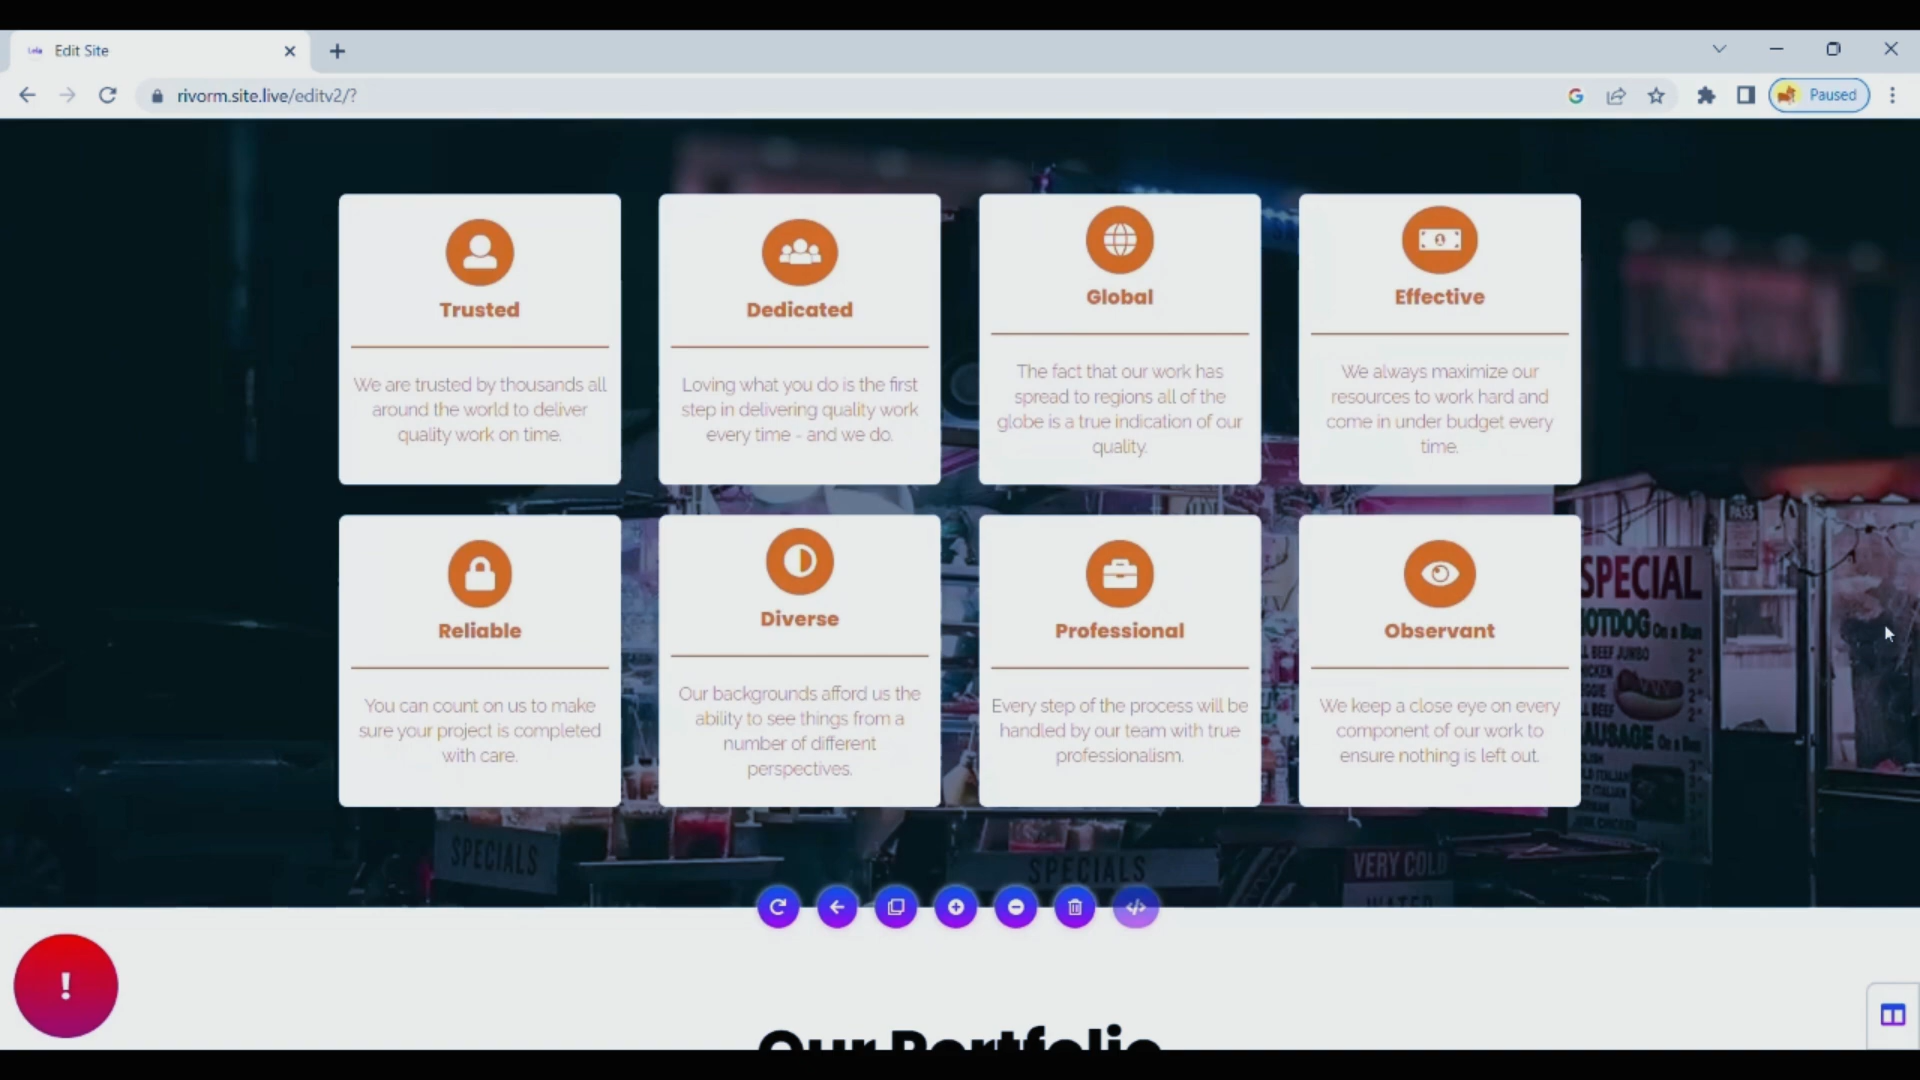 Edit Site
rivorm.site.live/editv2/?
Paused
Trusted
We are trusted by thousands all
around the world to deliver
quality work on time.
Dedicated
Loving what you do is the first
step in delivering quality work
every time - and we do.
Global
The fact that our work has
spread to regions all of the
globe is a true indication of our
quality.
Effective
We always maximize our
resources to work hard and
come in under budget every
time.
Reliable
You can count on us to make
sure your project is completed
with care.
Diverse
Our backgrounds afford us the
ability to see things from a
number of different
perspectives.
Professional
Every step of the process will be
handled by our team with true
professionalism.
Observant
We keep a close eye on every
component of our work to
ensure nothing is left out.
PASS
SPECIAL
HOTDOG On a Bun
BEEF JUMBO
SPECIALS
SPECIALS
VERY COLD
WATER
!
Our Portfolio